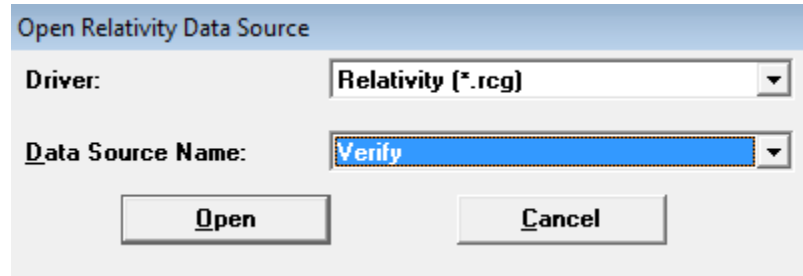 Open Relativity Data Source
Driver: Relativity (*.rcg)
Data Source Name: Verify
Open Cancel